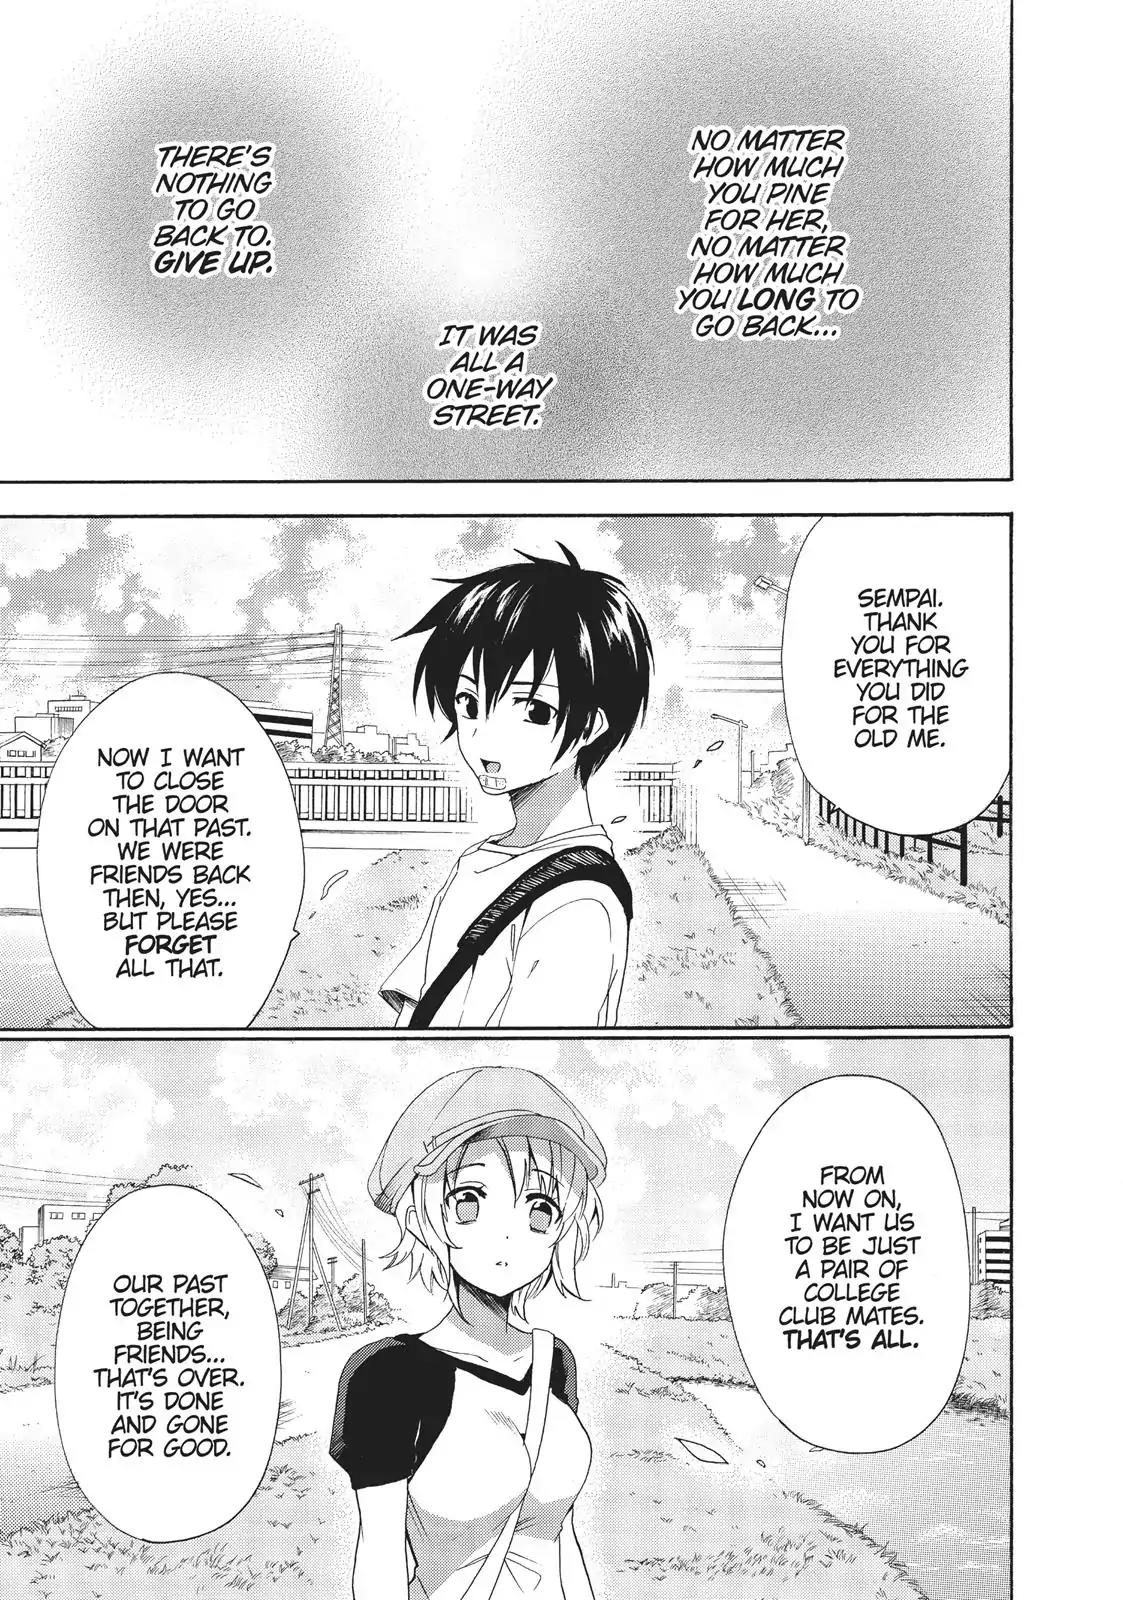 NO MATTER
HOW MUCH
YOU PINE
FOR HER,
NO MATTER
HOW MUCH
YOU LONG TO
GO BACK...
IT WAS
ALL A
ONE-WAY
STREET.
THERE'S
NOTHING
TO GO
BACK TO.
GIVE UP.
SEMPAI.
THANK
YOU FOR
EVERYTHING
YOU DID
FOR THE
OLD ME.
NOW I WANT
TO CLOSE
THE DOOR
ON THAT PAST.
WE WERE
FRIENDS BACK
THEN, YES...
BUT PLEASE
FORGET
ALL THAT.
FROM
NOW ON,
I WANT US
TO BE JUST
A PAIR OF
COLLEGE
CLUB MATES.
THAT'S ALL.
OUR PAST
TOGETHER,
BEING
FRIENDS...
THAT'S OVER.
IT'S DONE
AND GONE
FOR GOOD.